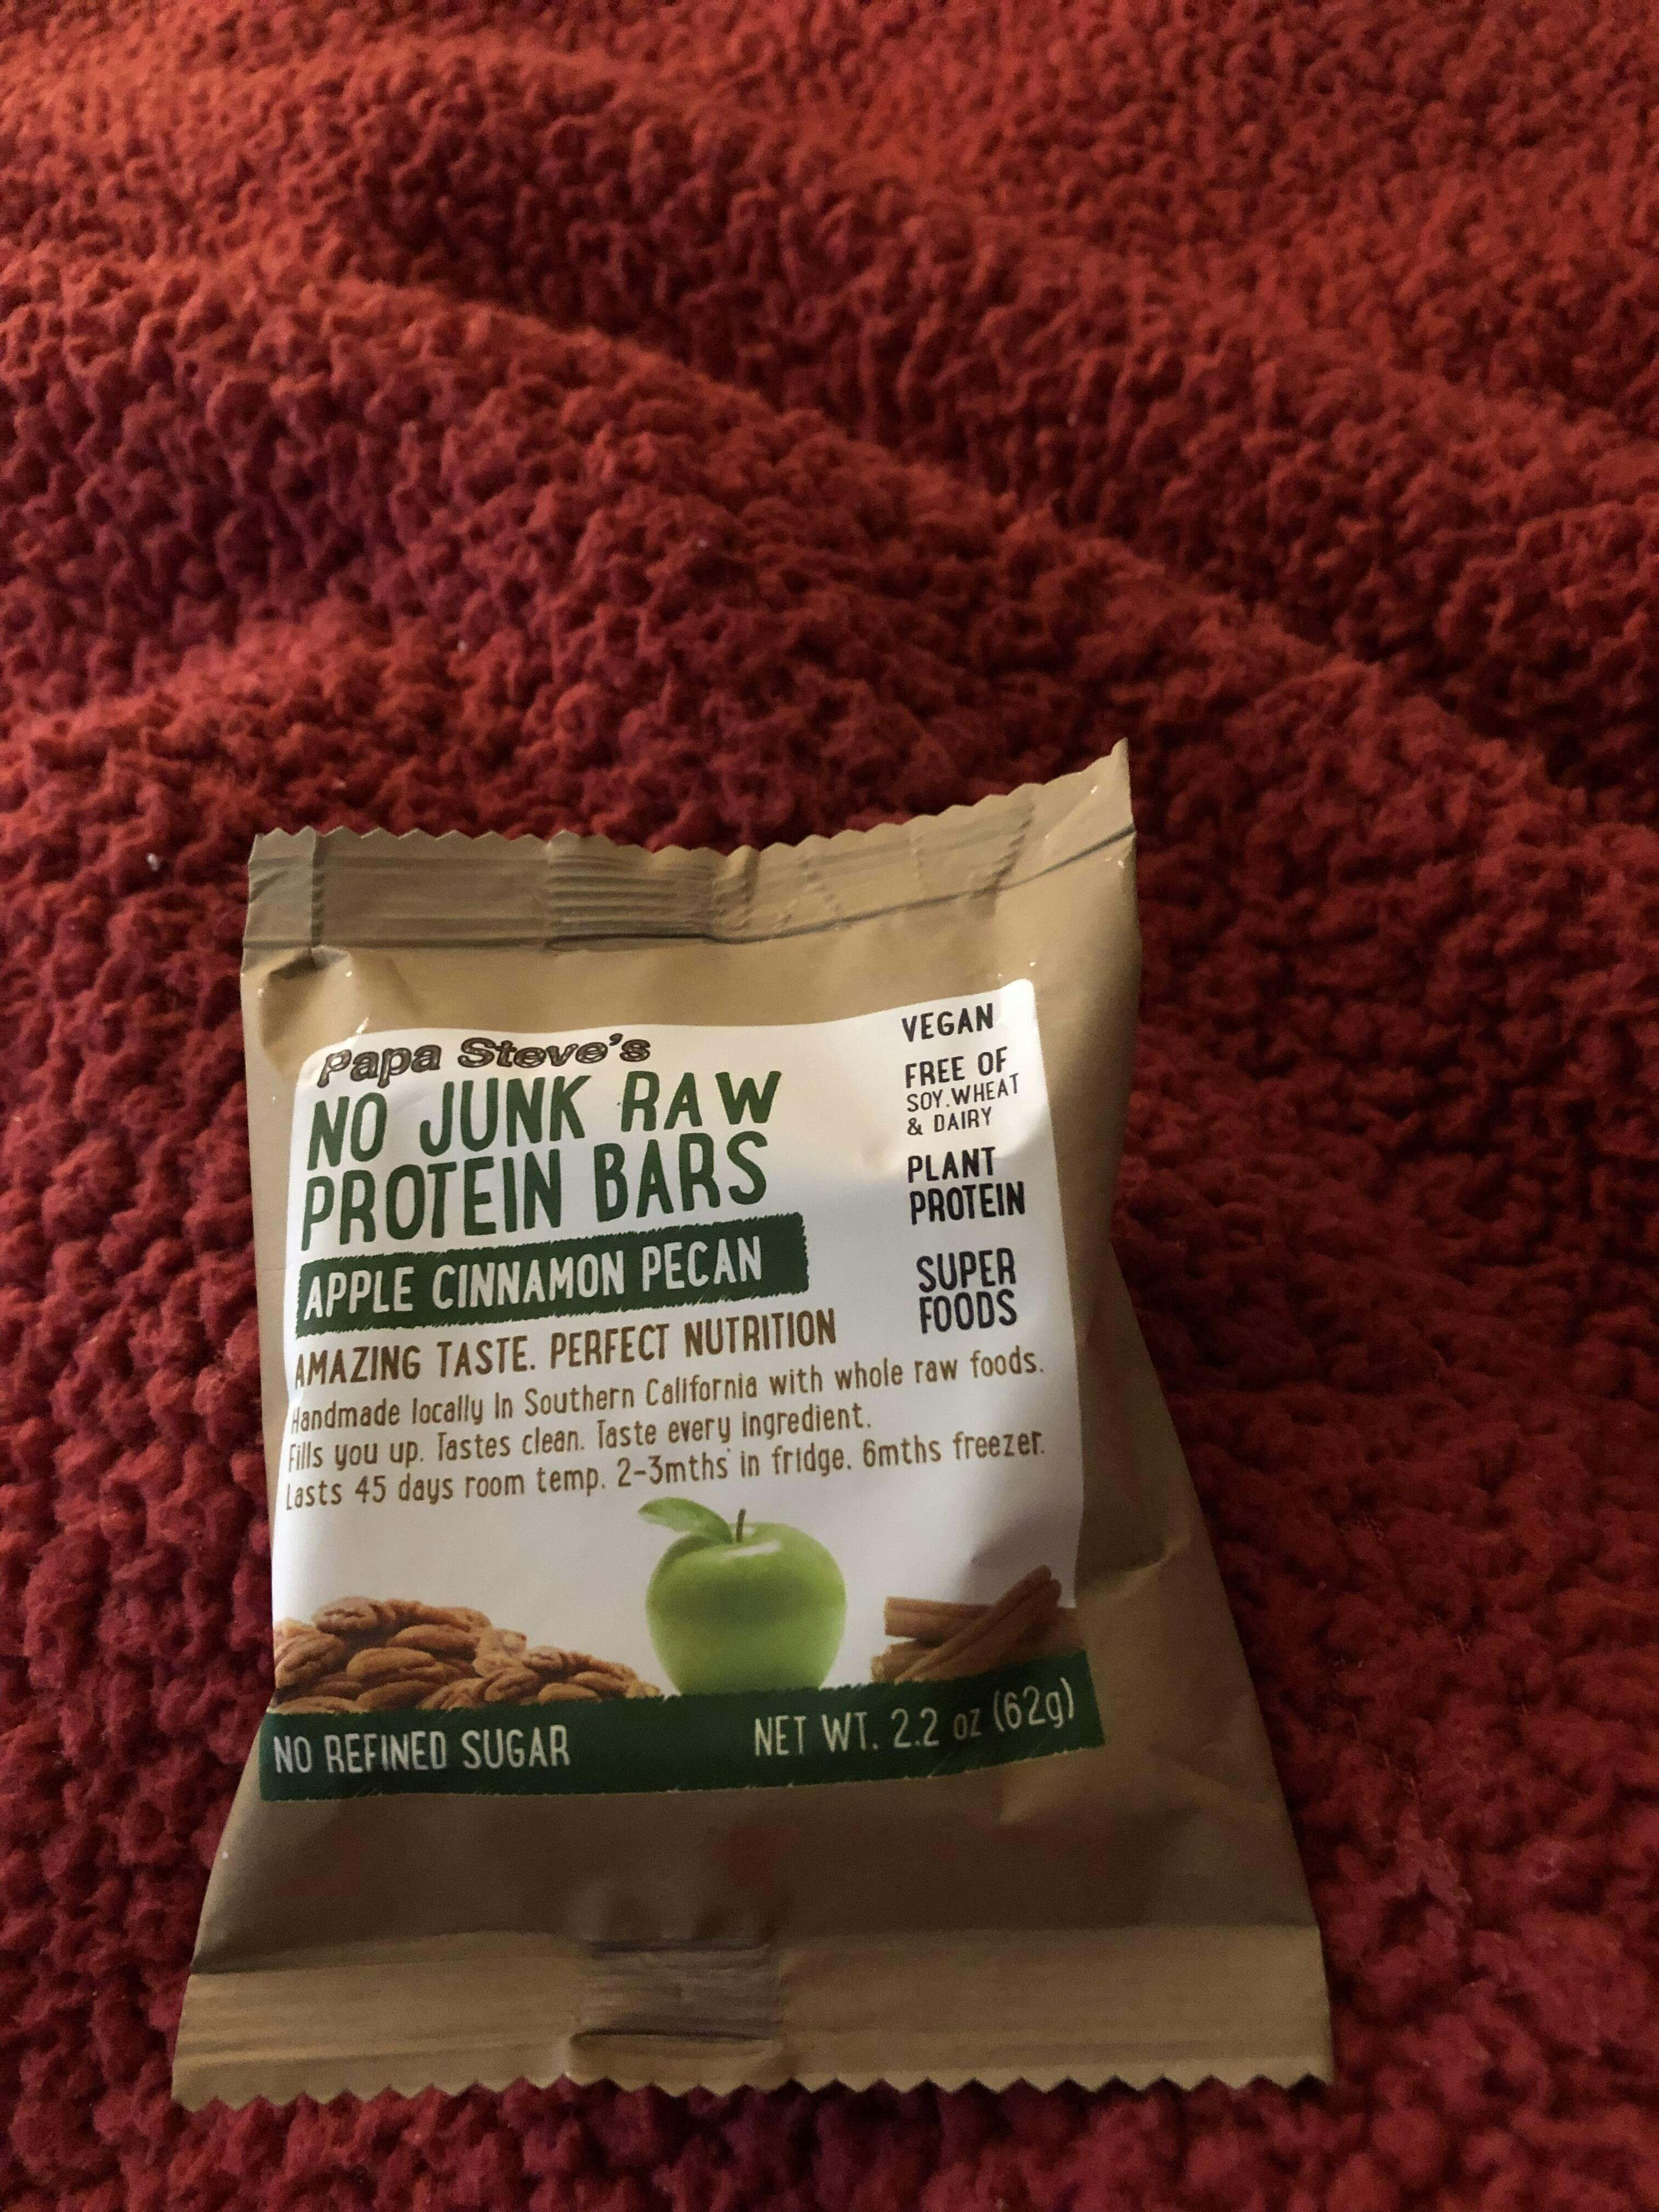 Papa Steve's
NO JUNK RAW
PROTEIN BARS
APPLE CINNAMON PECAN
AMAZING TASTE. PERFECT NUTRITION
Handmade locally In Southern California with whole raw foods.
Fills you up. Tastes clean. Taste every ingredient.
Lasts 45 days room temp. 2-3mths in fridge. 6mths freezer.
VEGAN
FREE OF
SOY.WHEAT
& DAIRY
PLANT
PROTEIN
SUPER
FOODS
NO REFINED SUGAR
NET WT. 2.2 oz (62g)